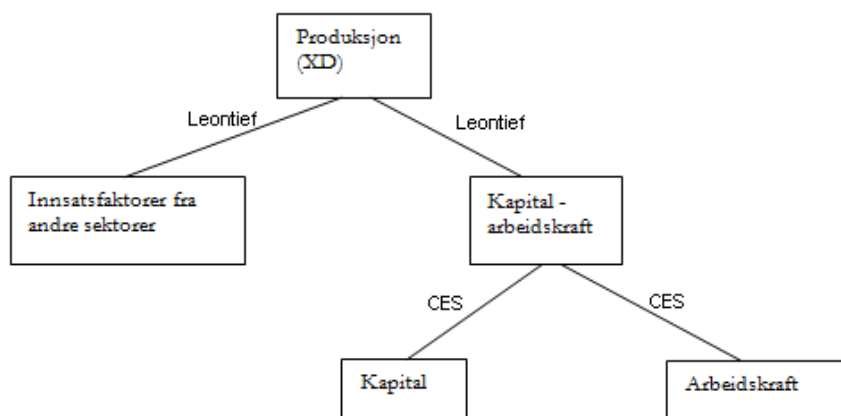 Produksjon
(XD)
Leontief
Leontief
Innsatsfaktorer fra
andre sektorer
Kapital -
arbeidskraft
CES
CES
Kapital
Arbeidskraft